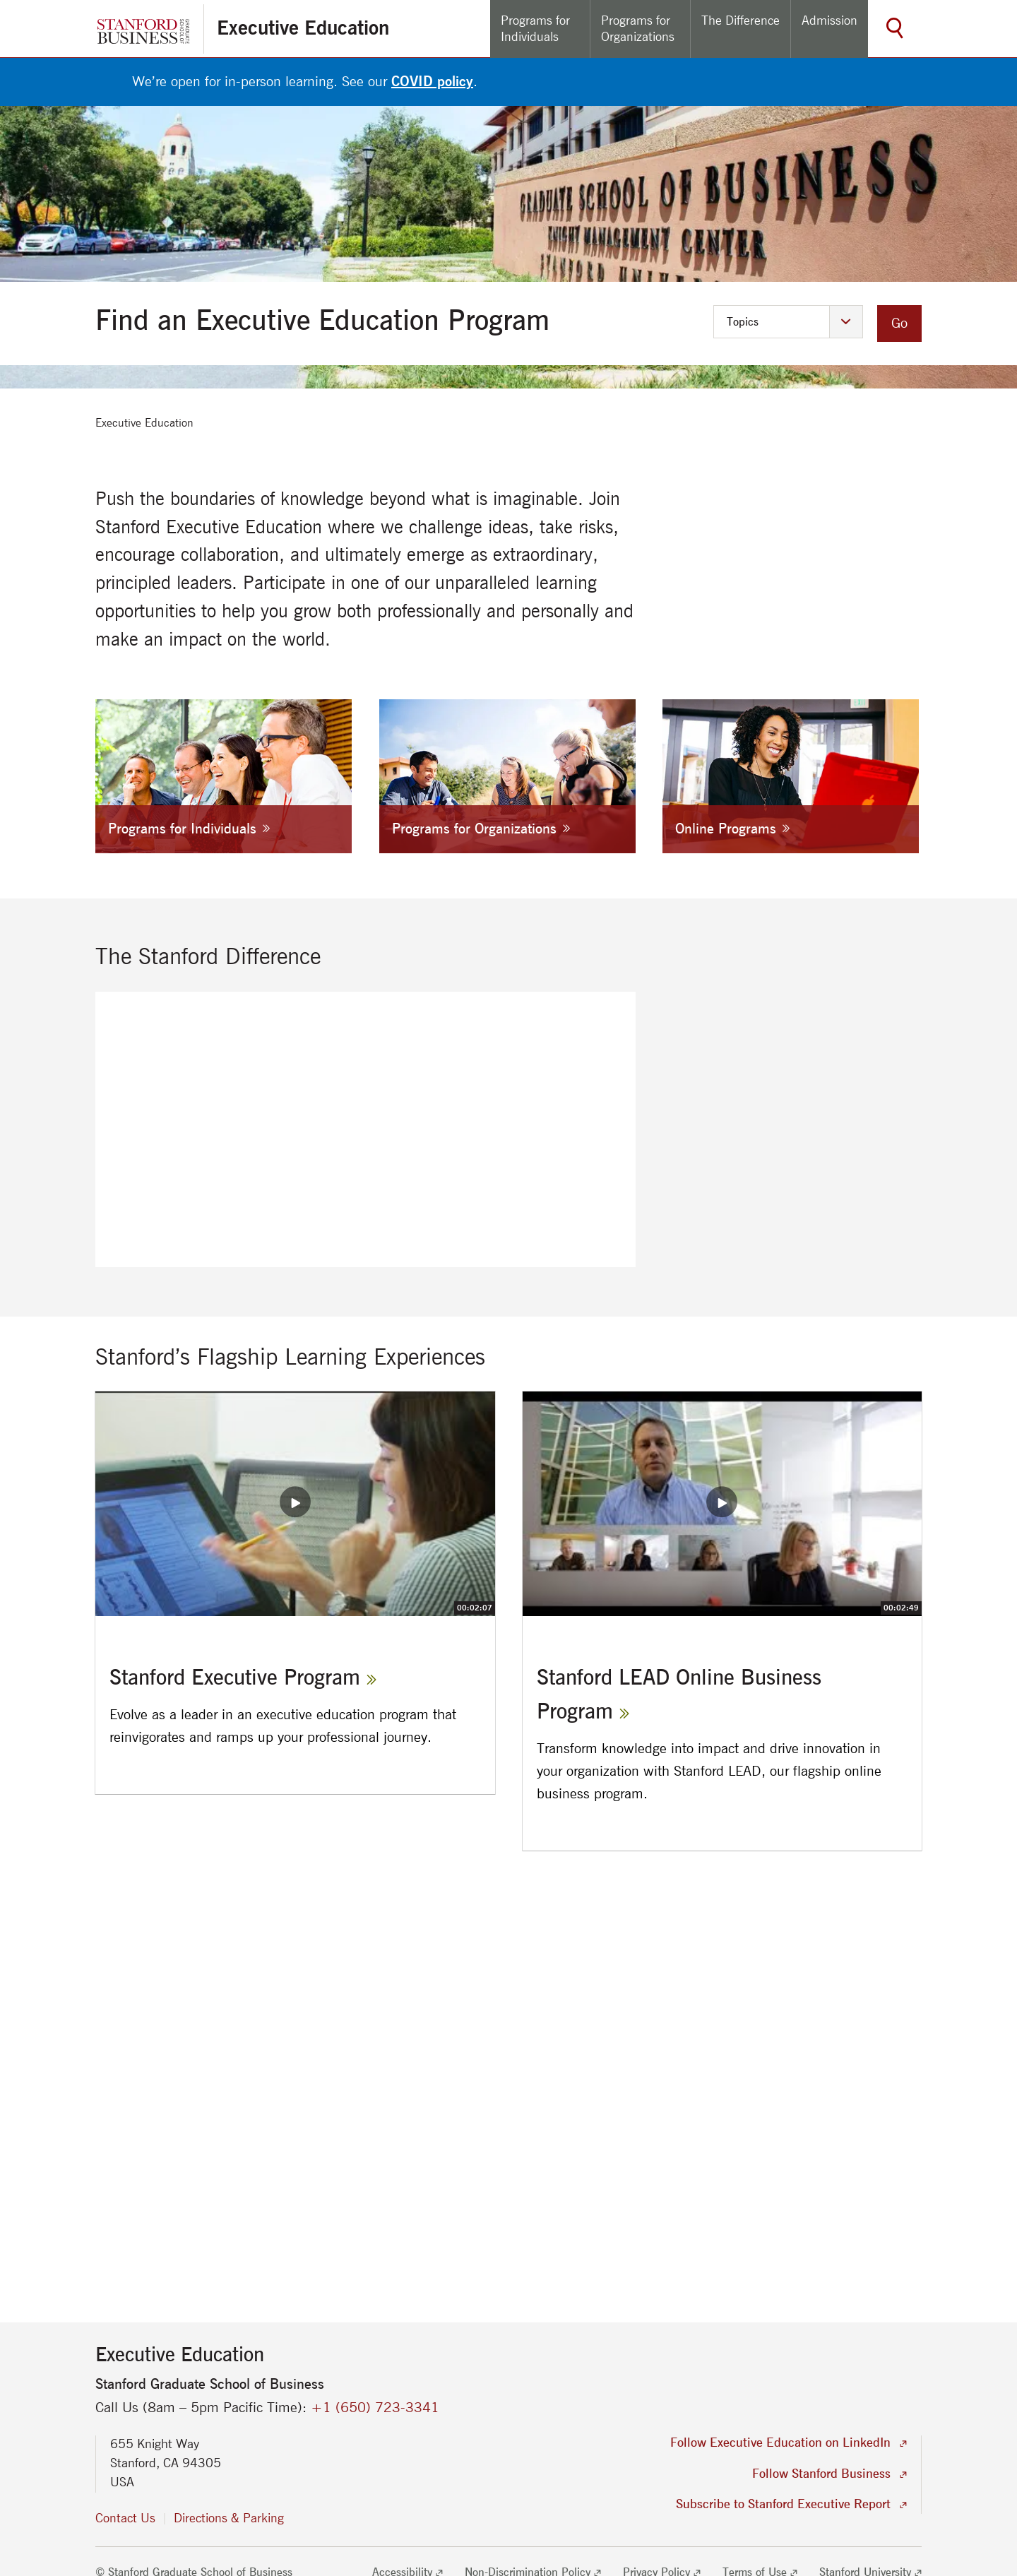 STANFORD
BUSINESS
GRADUATE
SCHOOL OF
Executive Education
Programs for
Individuals
Programs for
Organizations
The Difference
Admission
We're open for in-person learning. See our COVID policy.
GRADUATE SCHOOL OF BUSINESS
KNIGHT MANAGEMENT CENTER
STANFORD UNIVERSITY
Find an Executive Education Program
Topics
Go
Executive Education
Push the boundaries of knowledge beyond what is imaginable. Join
Stanford Executive Education where we challenge ideas, take risks,
encourage collaboration, and ultimately emerge as extraordinary,
principled leaders. Participate in one of our unparalleled learning
opportunities to help you grow both professionally and personally and
make an impact on the world.
Programs for Individuals »
Programs for Organizations »
Online Programs »
The Stanford Difference
Stanford’s Flagship Learning Experiences
00:02:07
00:02:49
Stanford Executive Program »
Evolve as a leader in an executive education program that
reinvigorates and ramps up your professional journey.
Stanford LEAD Online Business
Program »
Transform knowledge into impact and drive innovation in
your organization with Stanford LEAD, our flagship online
business program.
Executive Education
Stanford Graduate School of Business
Call Us (8am – 5pm Pacific Time): +1 (650) 723-3341
655 Knight Way
Stanford, CA 94305
USA
Contact Us | Directions & Parking
Follow Executive Education on LinkedIn
Follow Stanford Business
Subscribe to Stanford Executive Report
© Stanford Graduate School of Business
Accessibility
Non-Discrimination Policy
Privacy Policy
Terms of Use
Stanford University